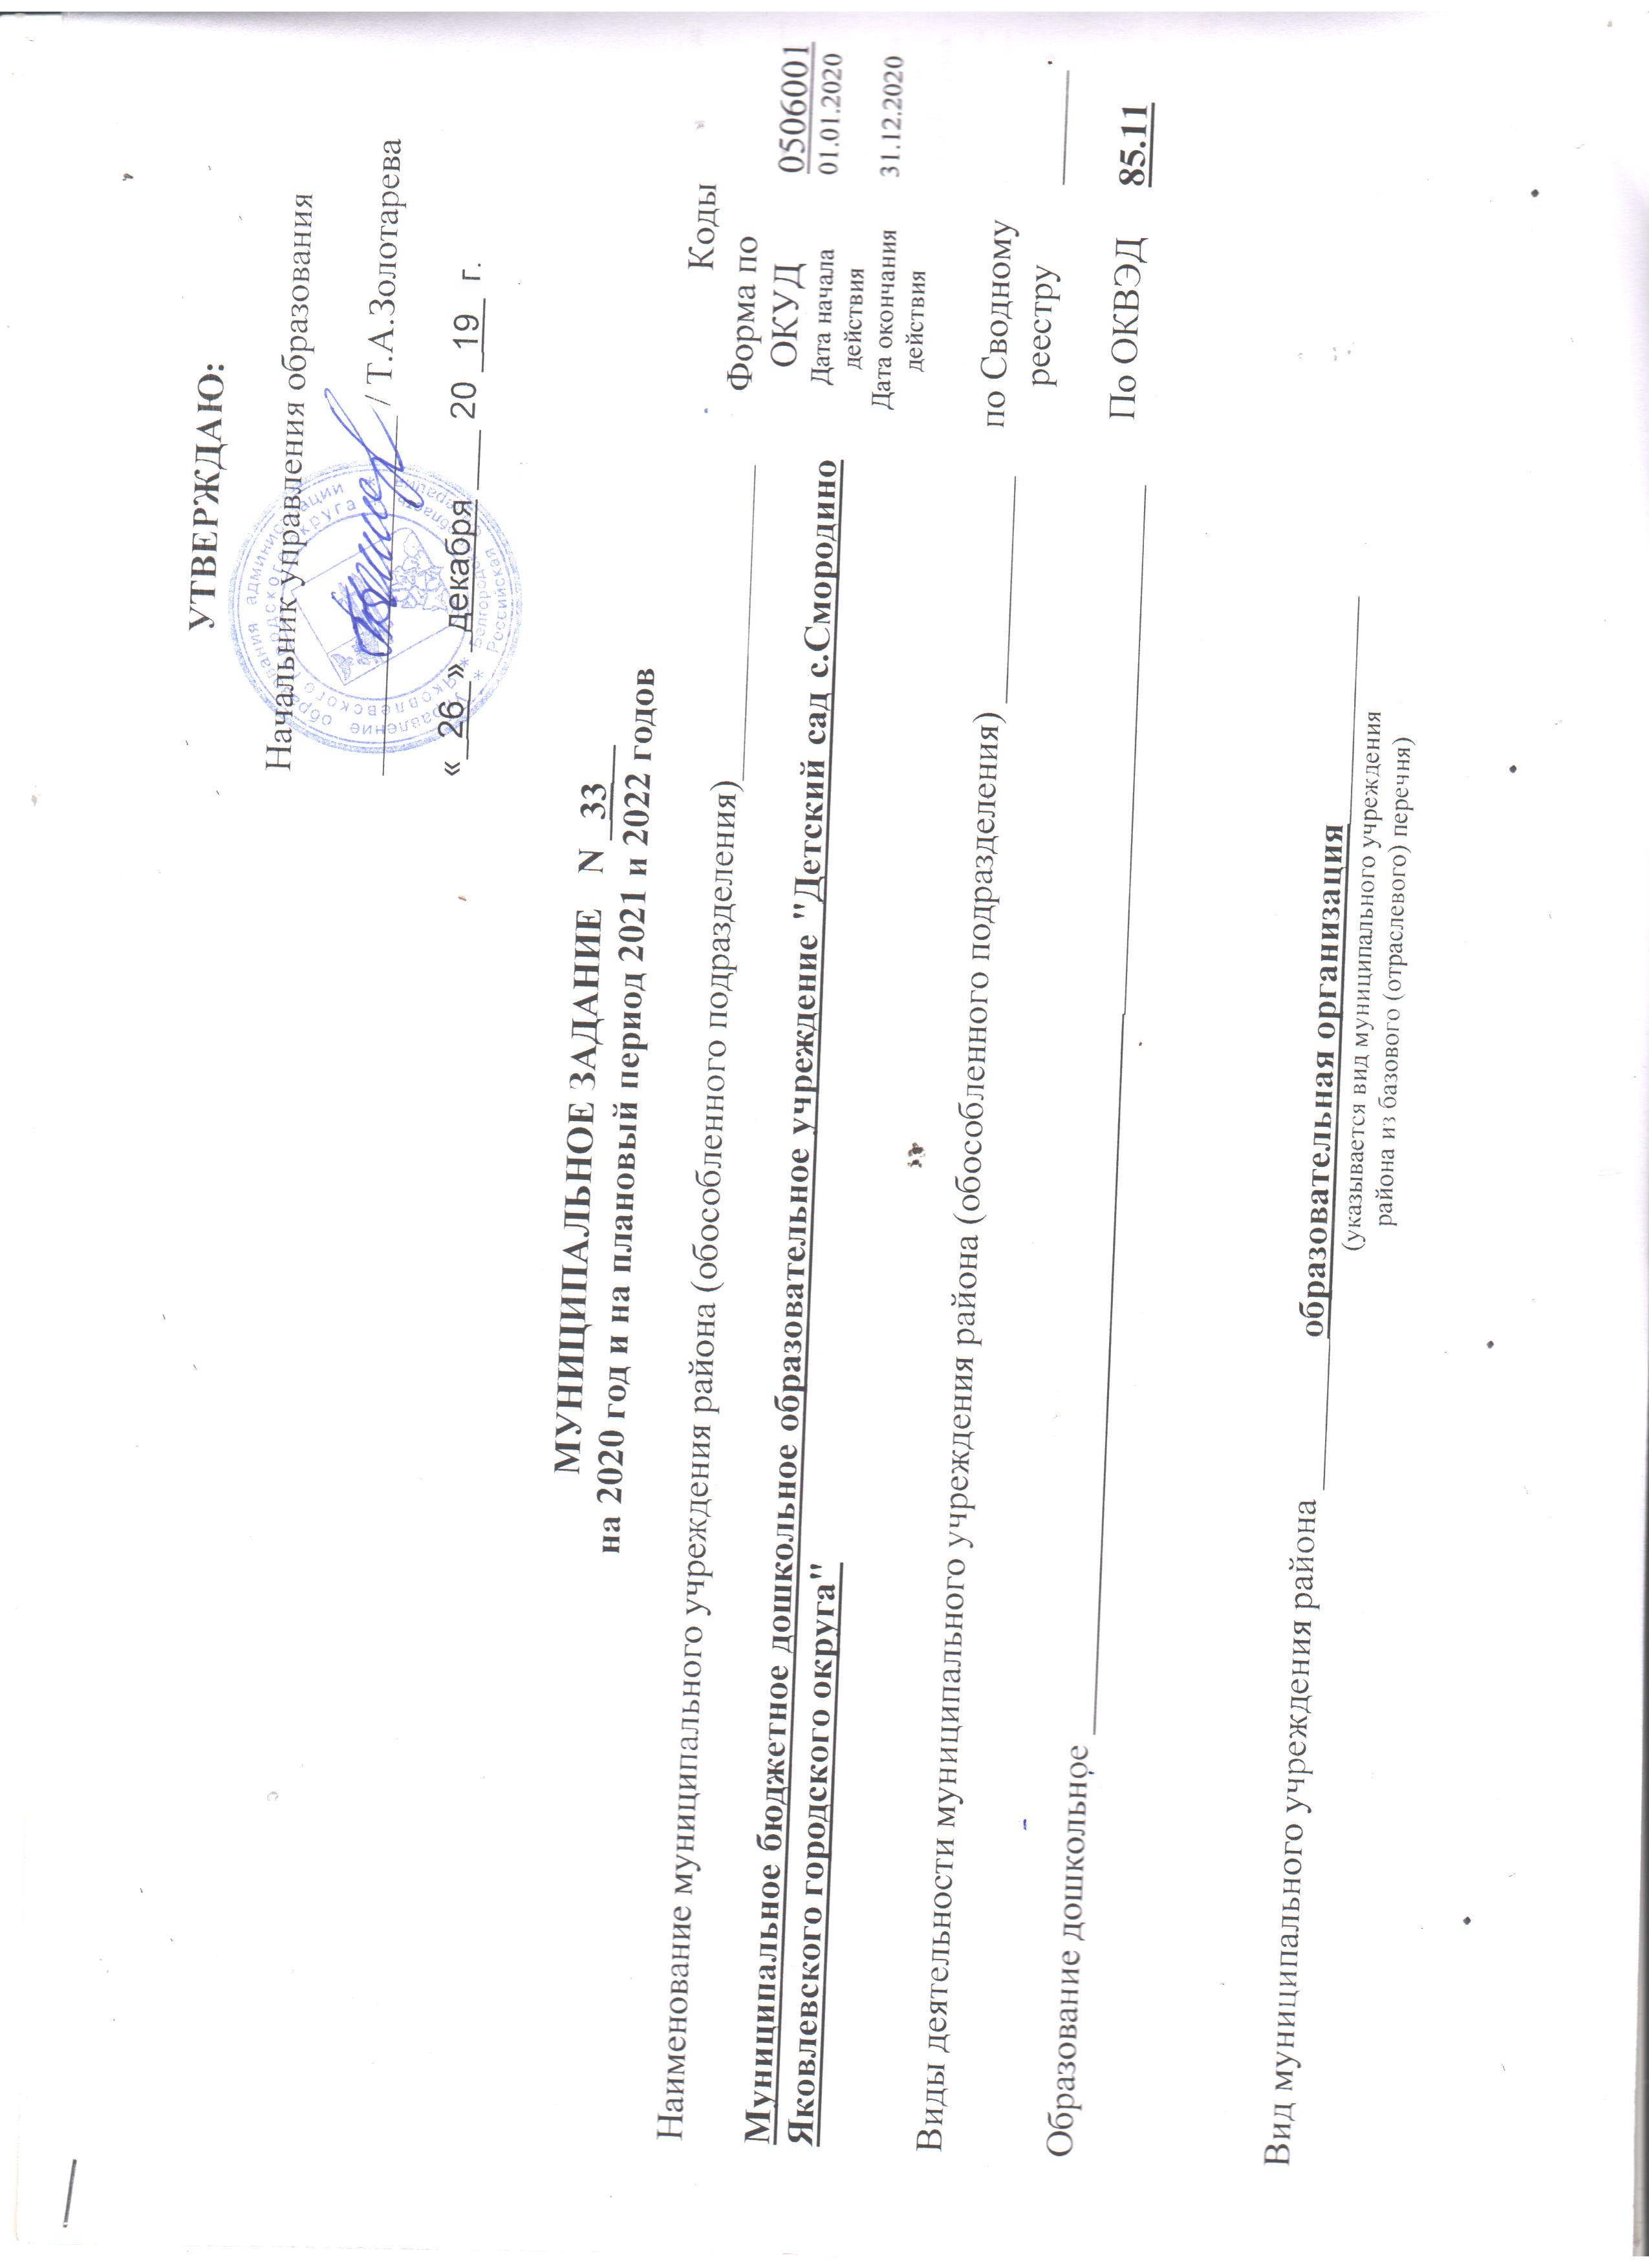 УТВЕРЖДАЮ:
Начальник управления образования
/ Т.А.Золотарева
« 26 » декабря 20 19 г.
МУНИЦИПАЛЬНОЕ ЗАДАНИЕ N 33
на 2020 год и на плановый период 2021 и 2022 годов
Коды
Наименование муниципального учреждения района (обособленного подразделения)
Форма по
ОКУД 0506001
Муниципальное бюджетное дошкольное образовательное учреждение "Детский сад с.Смородино
Яковлевского городского округа"
Дата начала 01.01.2020
действия
Дата окончания 31.12.2020
действия
Виды деятельности муниципального учреждения района (обособленного подразделения)
по Сводному
реестру
Образование дошкольное
По ОКВЭД 85.11
Вид муниципального учреждения района образовательная организация
(указывается вид муниципального учреждения
района из базового (отраслевого) перечня)